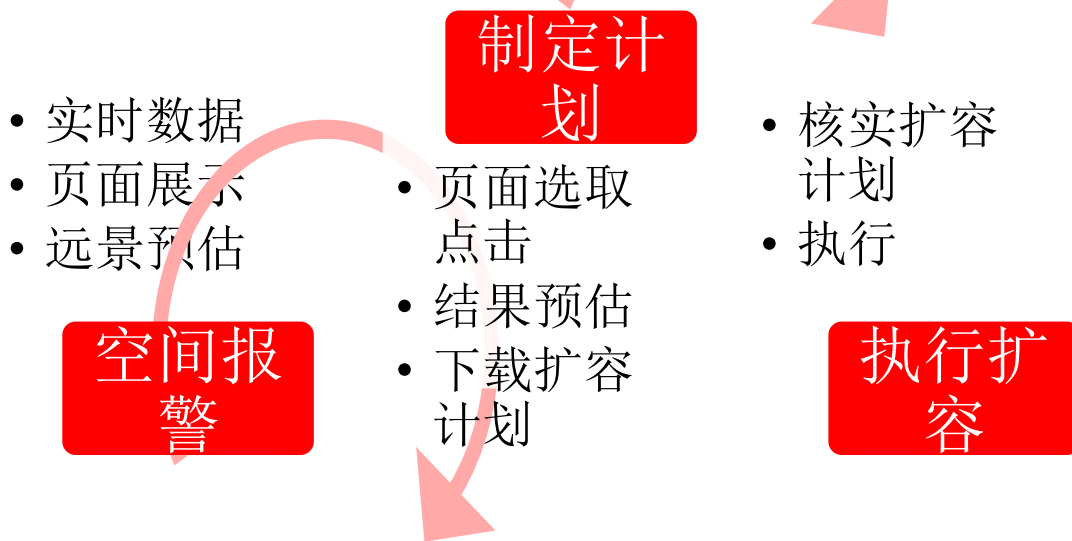 • 实时数据
• 页面展示
• 远景预估
空间报
警
制定计
划
• 页面选取
点击
• 结果预估
• 下载扩容
计划
• 核实扩容
计划
• 执行
执行扩
容